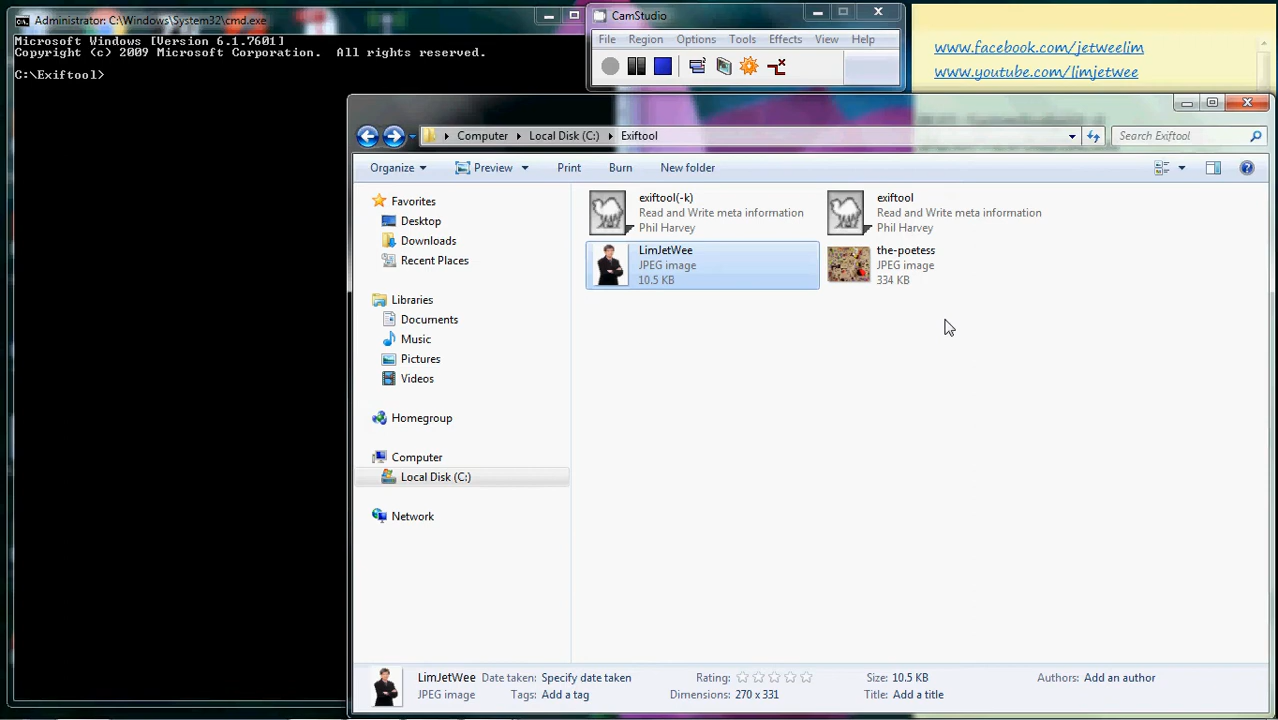 Administrator: C:\Windows\System32\cmd.exe
Microsoft Windows [Version 6.1.7601]
Copyright (c) 2009 Microsoft Corporation.  All rights reserved.
C:\Exiftool>
CamStudio
File Region Options Tools Effects View Help
www.facebook.com/jetweelim
www.youtube.com/limjetwee
Computer Local Disk (C:) Exiftool
Search Exiftool
Organize Preview Print Burn New folder
Favorites
Desktop
Downloads
Recent Places
Libraries
Documents
Music
Pictures
Videos
Homegroup
Computer
Local Disk (C:)
Network
exiftool(-k)
Read and Write meta information
Phil Harvey
exiftool
Read and Write meta information
Phil Harvey
LimJetWee
JPEG image
10.5 KB
the-poetess
JPEG image
334 KB
LimJetWee Date taken: Specify date taken Rating: Size: 10.5 KB Authors: Add an author
JPEG image Tags: Add a tag Dimensions: 270 x 331 Title: Add a title